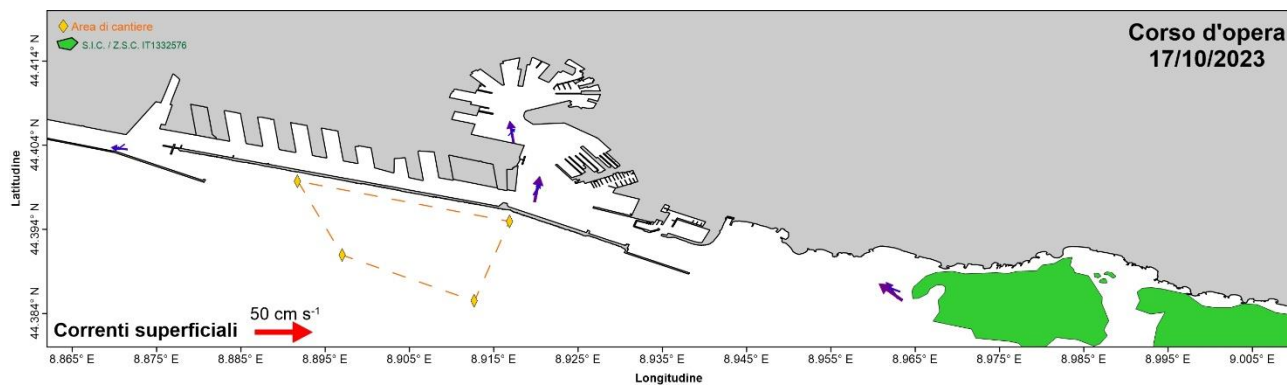 Area di cantiere
S.I.C. / Z.S.C. IT1332576
Corso d'opera
17/10/2023
44.414° N
44.404° N
44.394° N
44.384° N
Latitudine
Correnti superficiali
50 cm s⁻¹
8.865° E 8.875° E 8.885° E 8.895° E 8.905° E 8.915° E 8.925° E 8.935° E 8.945° E 8.955° E 8.965° E 8.975° E 8.985° E 8.995° E 9.005° E
Longitudine